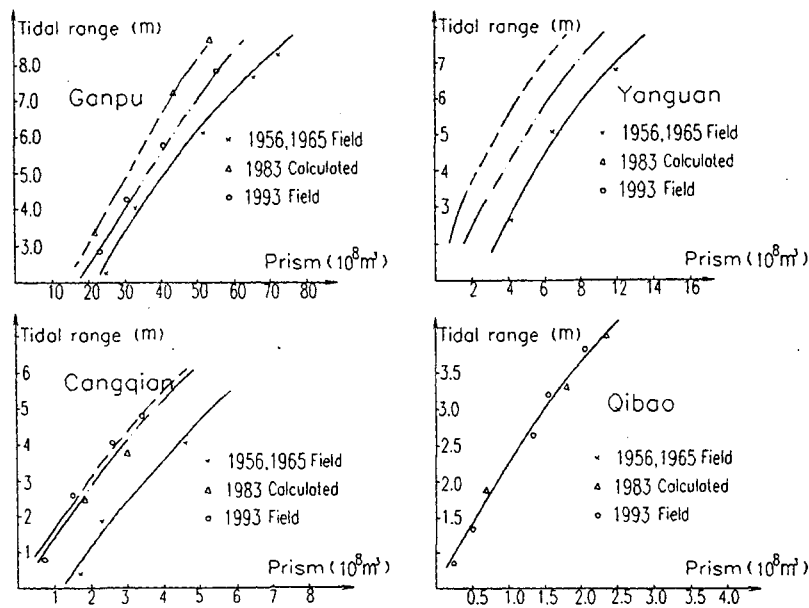 Tidal range (m)
8.0
7.0
6.0
5.0
4.0
3.0
Ganpu
× 1956,1965 Field
△ 1983 Calculated
o 1993 Field
Prism (10⁸m³)
10 20 30 40 50 60 70 80
Tidal range (m)
7
6
5
4
3
Yanguan
× 1956,1965 Field
△ 1983 Calculated
o 1993 Field
Prism (10⁸m³)
2 4 6 8 10 12 14 16
Tidal range (m)
6
5
4
3
2
1
Cangqian
× 1956,1965 Field
△ 1983 Calculated
o 1993 Field
Prism (10⁸m³)
1 2 3 4 5 6 7 8
Tidal range (m)
3.5
3.0
2.5
2.0
1.5
1.0
Qibao
× 1956,1965 Field
△ 1983 Calculated
o 1993 Field
Prism (10⁸m³)
0.5 1.0 1.5 2.0 2.5 3.0 3.5 4.0